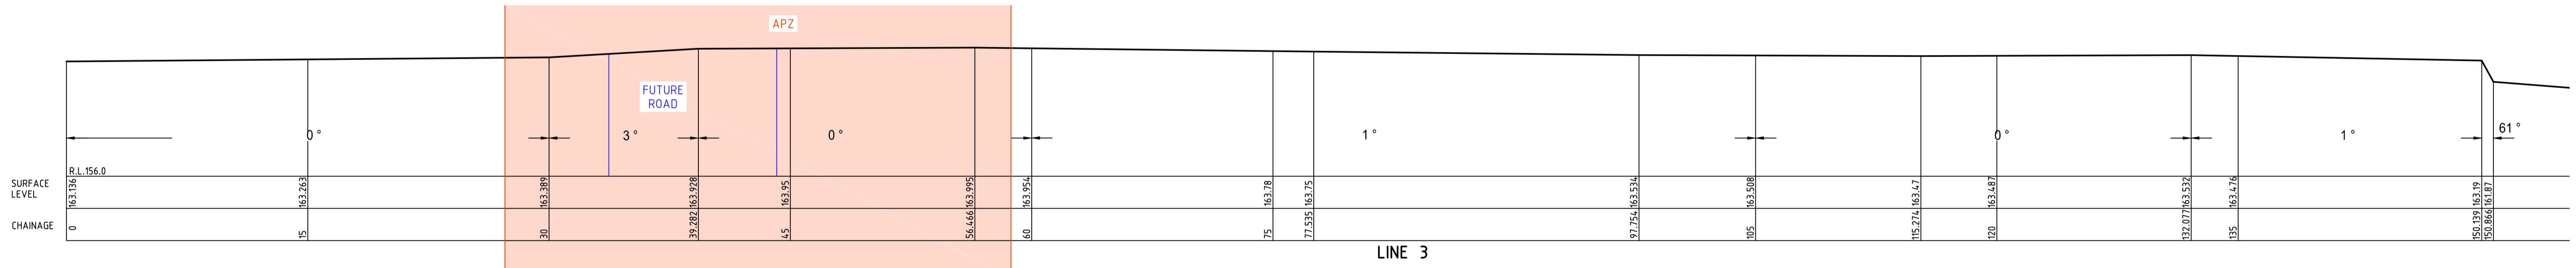 APZ
FUTURE
ROAD
0° 3° 0° 1° 0° 1° 61°
R.L.156.0
SURFACE
LEVEL
163.136 163.263 163.389 163.928 163.95 163.995 163.954 163.78 163.75 163.534 163.508 163.47 163.487 163.532 163.476 163.19 161.87
CHAINAGE
0 15 30 39.282 45 56.466 60 75 77.535 97.754 105 115.274 120 132.077 135 150.139 150.866
LINE 3